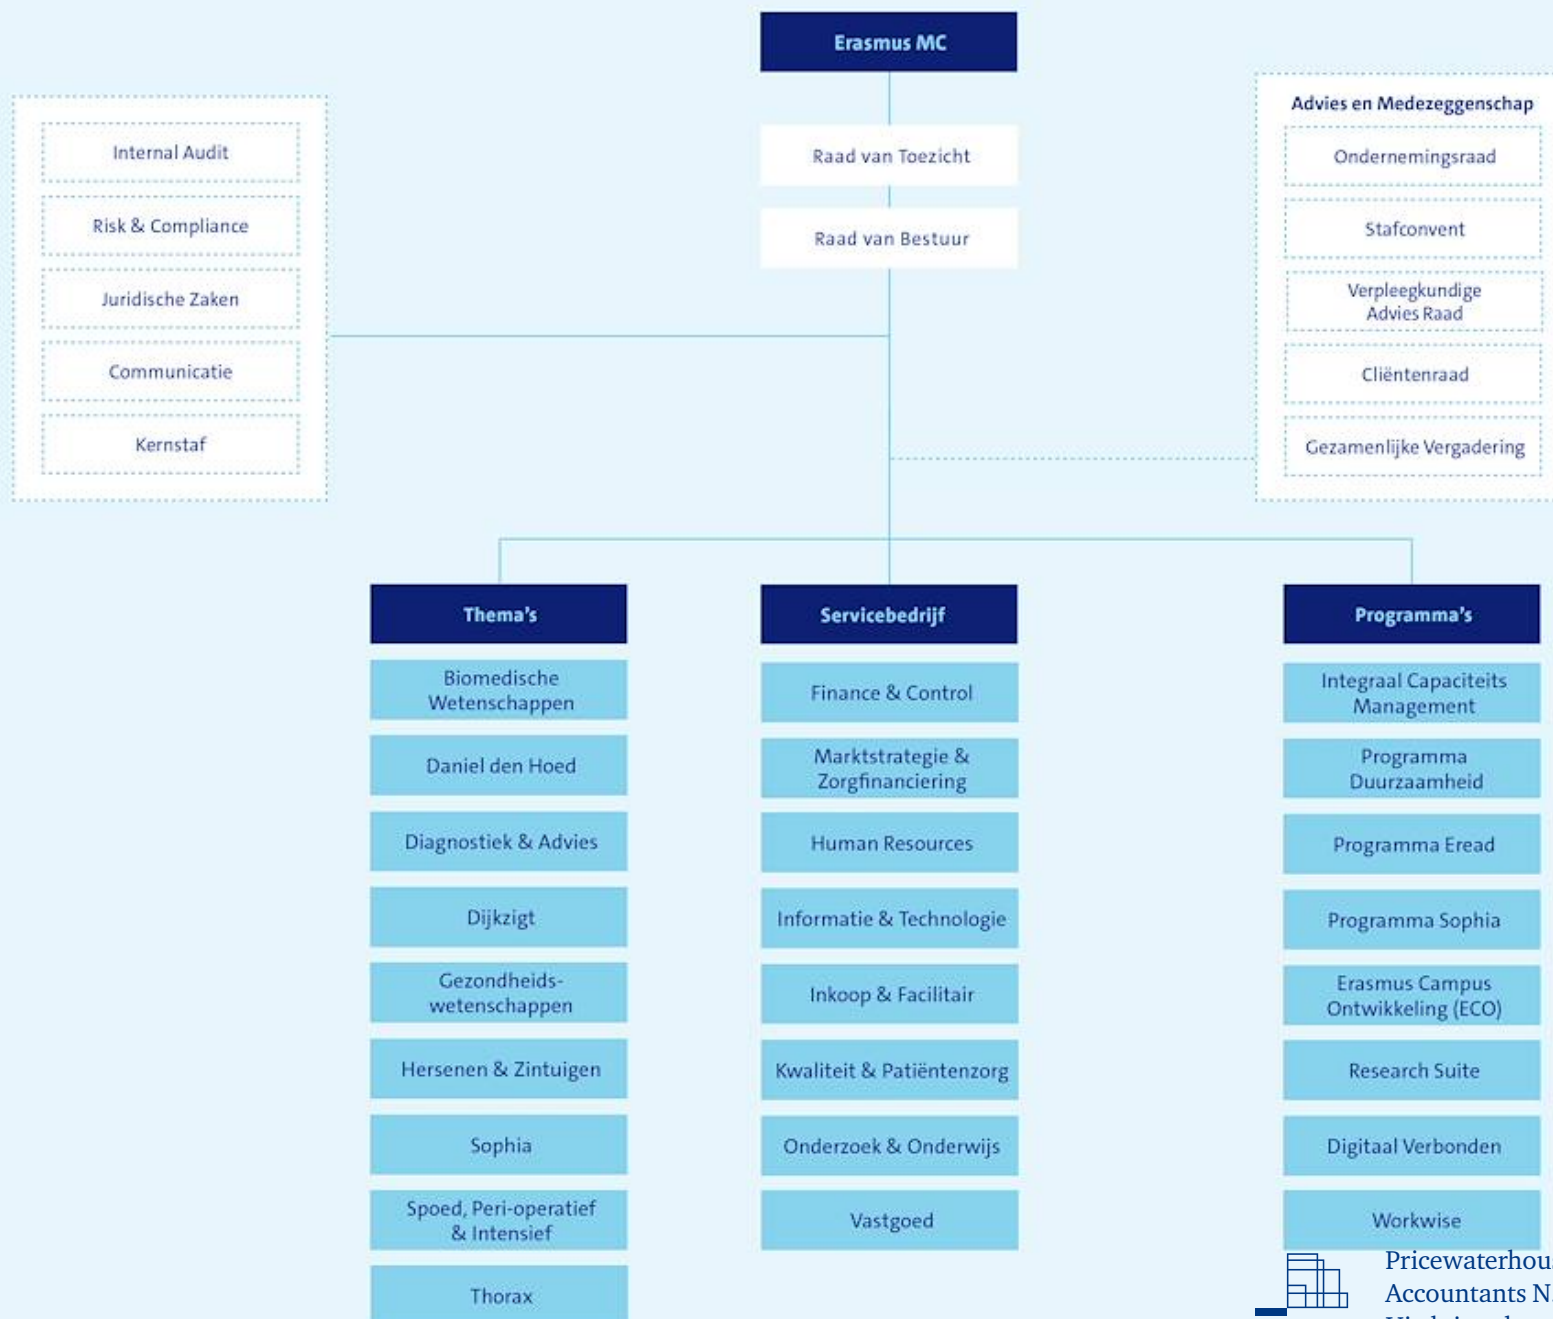 Erasmus MC
Raad van Toezicht
Raad van Bestuur
Internal Audit
Risk & Compliance
Juridische Zaken
Communicatie
Kernstaf
Advies en Medezeggenschap
Ondernemingsraad
Stafconvent
Verpleegkundige
Advies Raad
Cliëntenraad
Gezamenlijke Vergadering
Thema's
Biomedische
Wetenschappen
Daniel den Hoed
Diagnostiek & Advies
Dijkzigt
Gezondheids-
wetenschappen
Hersenen & Zintuigen
Sophia
Spoed, Peri-operatief
& Intensief
Thorax
Servicebedrijf
Finance & Control
Marktstrategie &
Zorgfinanciering
Human Resources
Informatie & Technologie
Inkoop & Facilitair
Kwaliteit & Patiëntenzorg
Onderzoek & Onderwijs
Vastgoed
Programma's
Integraal Capaciteits
Management
Programma
Duurzaamheid
Programma Eread
Programma Sophia
Erasmus Campus
Ontwikkeling (ECO)
Research Suite
Digitaal Verbonden
Workwise
Accountants